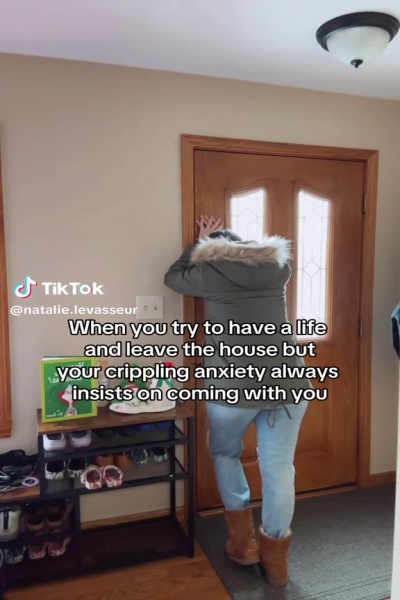 TikTok
@natalie.levasseur
When you try to have a life
and leave the house but
your crippling anxiety always
insists on coming with you